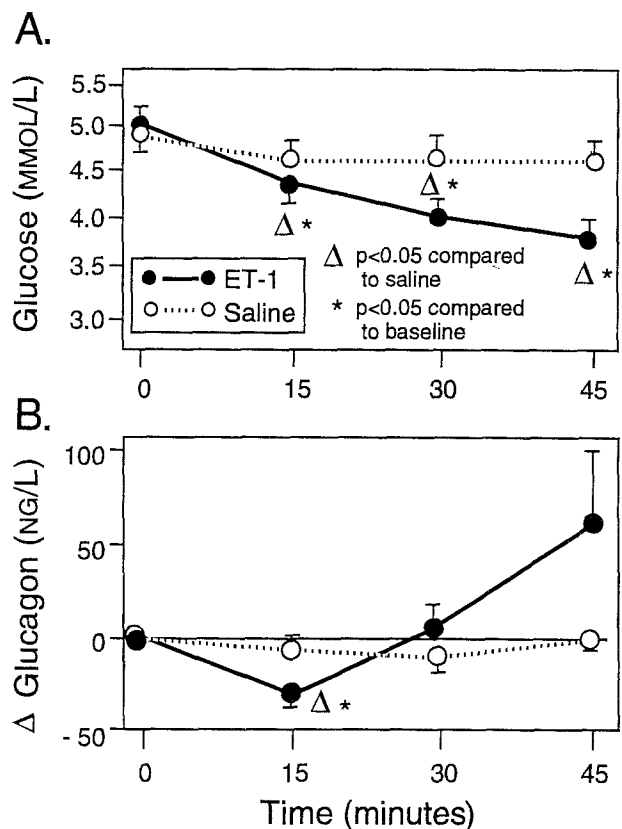 A.
Glucose (MMOL/L)
5.5
5.0
4.5
4.0
3.5
3.0
Δ *
Δ *
Δ *
ET-1
Saline
Δ p<0.05 compared
to saline
* p<0.05 compared
to baseline
0 15 30 45
B.
Δ Glucagon (NG/L)
100
50
0
-50
Δ *
0 15 30 45
Time (minutes)